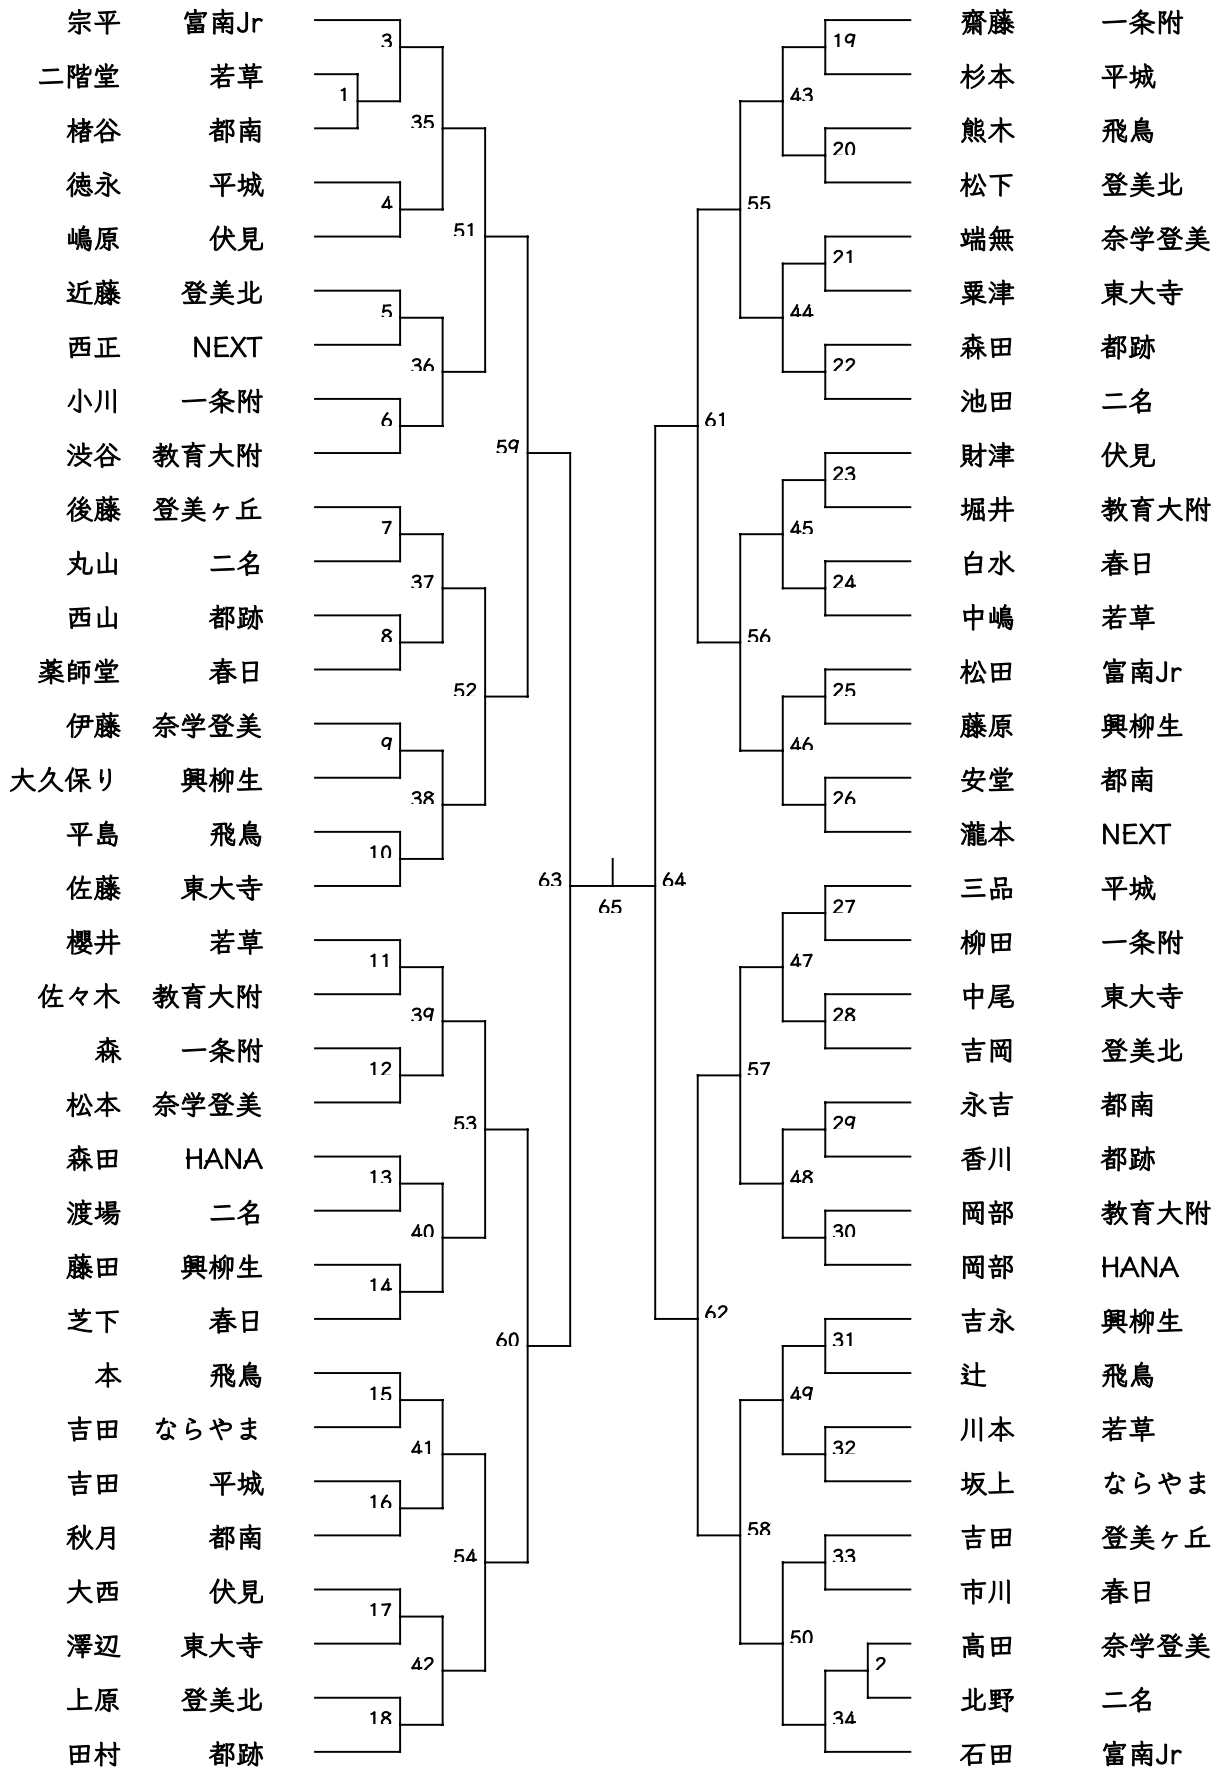 宗平 富南Jr
二階堂 若草
楮谷 都南
徳永 平城
嶋原 伏見
近藤 登美北
西正 NEXT
小川 一条附
渋谷 教育大附
後藤 登美ヶ丘
丸山 二名
西山 都跡
薬師堂 春日
伊藤 奈学登美
大久保り 興柳生
平島 飛鳥
佐藤 東大寺
櫻井 若草
佐々木 教育大附
森 一条附
松本 奈学登美
森田 HANA
渡場 二名
藤田 興柳生
芝下 春日
本 飛鳥
吉田 ならやま
吉田 平城
秋月 都南
大西 伏見
澤辺 東大寺
上原 登美北
田村 都跡
1
3
4
5
6
7
8
9
10
11
12
13
14
15
16
17
18
35
36
37
38
39
40
41
42
51
52
53
54
59
60
63
65
64
61
62
55
56
57
58
43
44
45
46
47
48
49
50
19
20
21
22
23
24
25
26
27
28
29
30
31
32
33
34
2
齋藤 一条附
杉本 平城
熊木 飛鳥
松下 登美北
端無 奈学登美
粟津 東大寺
森田 都跡
池田 二名
財津 伏見
堀井 教育大附
白水 春日
中嶋 若草
松田 富南Jr
藤原 興柳生
安堂 都南
瀧本 NEXT
三品 平城
柳田 一条附
中尾 東大寺
吉岡 登美北
永吉 都南
香川 都跡
岡部 教育大附
岡部 HANA
吉永 興柳生
辻 飛鳥
川本 若草
坂上 ならやま
吉田 登美ヶ丘
市川 春日
高田 奈学登美
北野 二名
石田 富南Jr